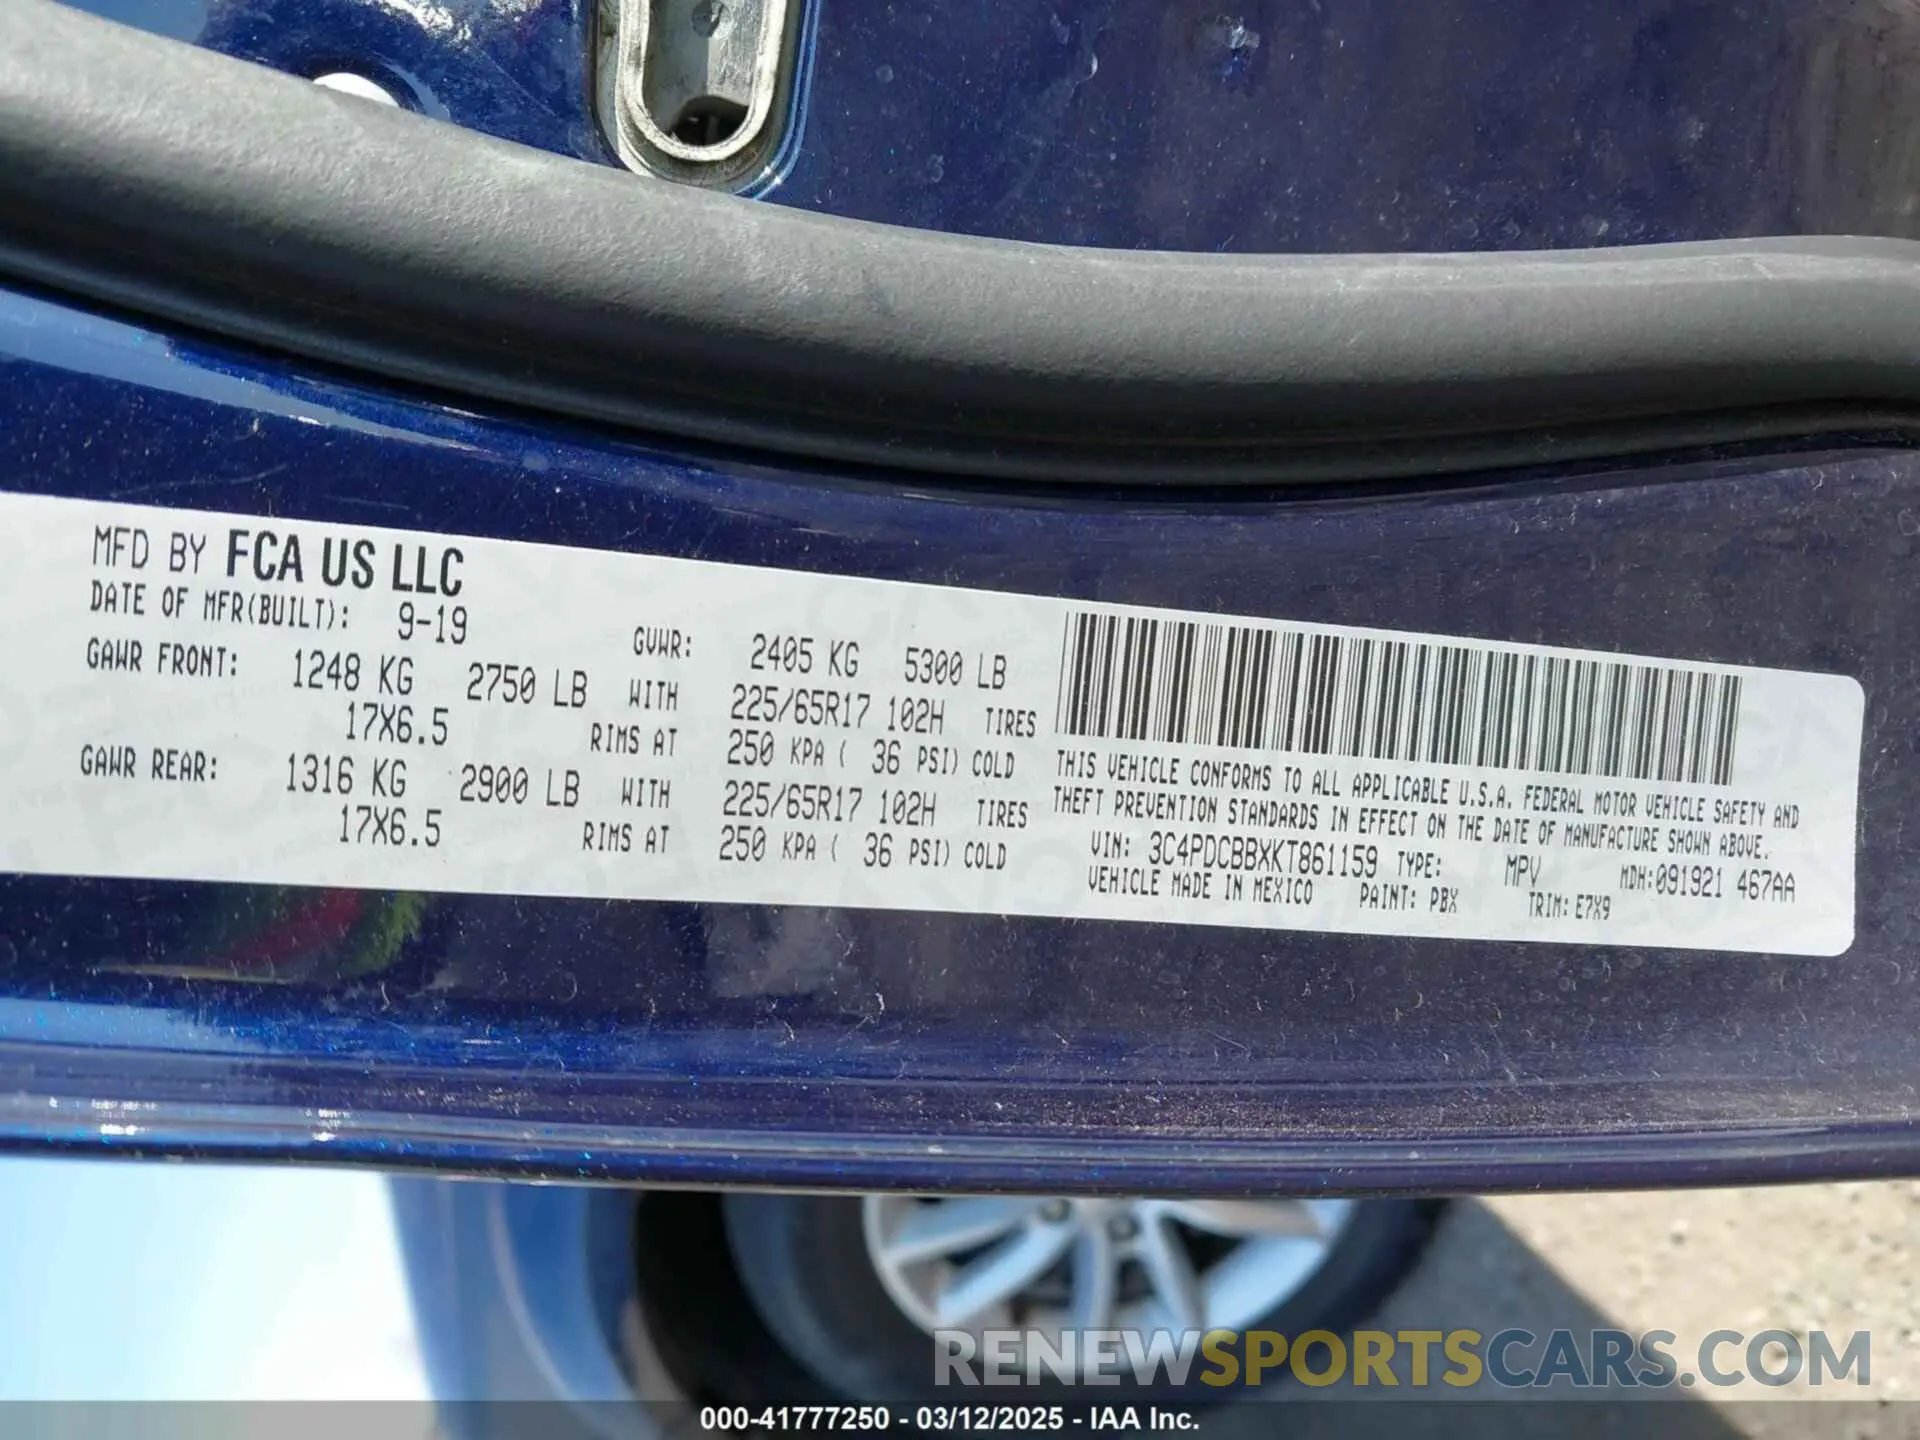 MFD BY FCA US LLC
DATE OF MFR(BUILT): 9-19 GVWR: 2405 KG 5300 LB
GAWR FRONT: 1248 KG 2750 LB WITH 225/65R17 102H TIRES
17X6.5 RIMS AT 250 KPA ( 36 PSI) COLD
GAWR REAR: 1316 KG 2900 LB WITH 225/65R17 102H TIRES
17X6.5 RIMS AT 250 KPA ( 36 PSI) COLD
THIS VEHICLE CONFORMS TO ALL APPLICABLE U.S.A. FEDERAL MOTOR VEHICLE SAFETY AND
THEFT PREVENTION STANDARDS IN EFFECT ON THE DATE OF MANUFACTURE SHOWN ABOVE.
VIN: 3C4PDCBBXKT861159 TYPE: MPV MDH:091921 467AA
VEHICLE MADE IN MEXICO PAINT: PBX TRIM: E7X9
RENEWSPORTSCARS.COM
000-41777250 - 03/12/2025 - IAA Inc.